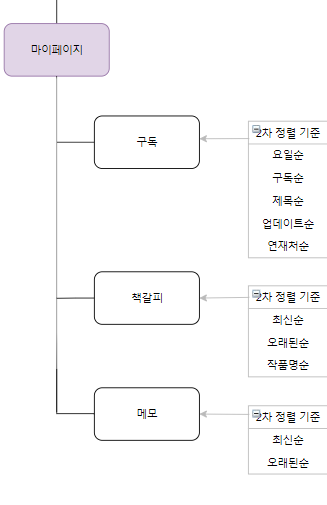 마이페이지
구독
2차 정렬 기준
요일순
구독순
제목순
업데이트순
연재처순
책갈피
2차 정렬 기준
최신순
오래된순
작품명순
메모
2차 정렬 기준
최신순
오래된순